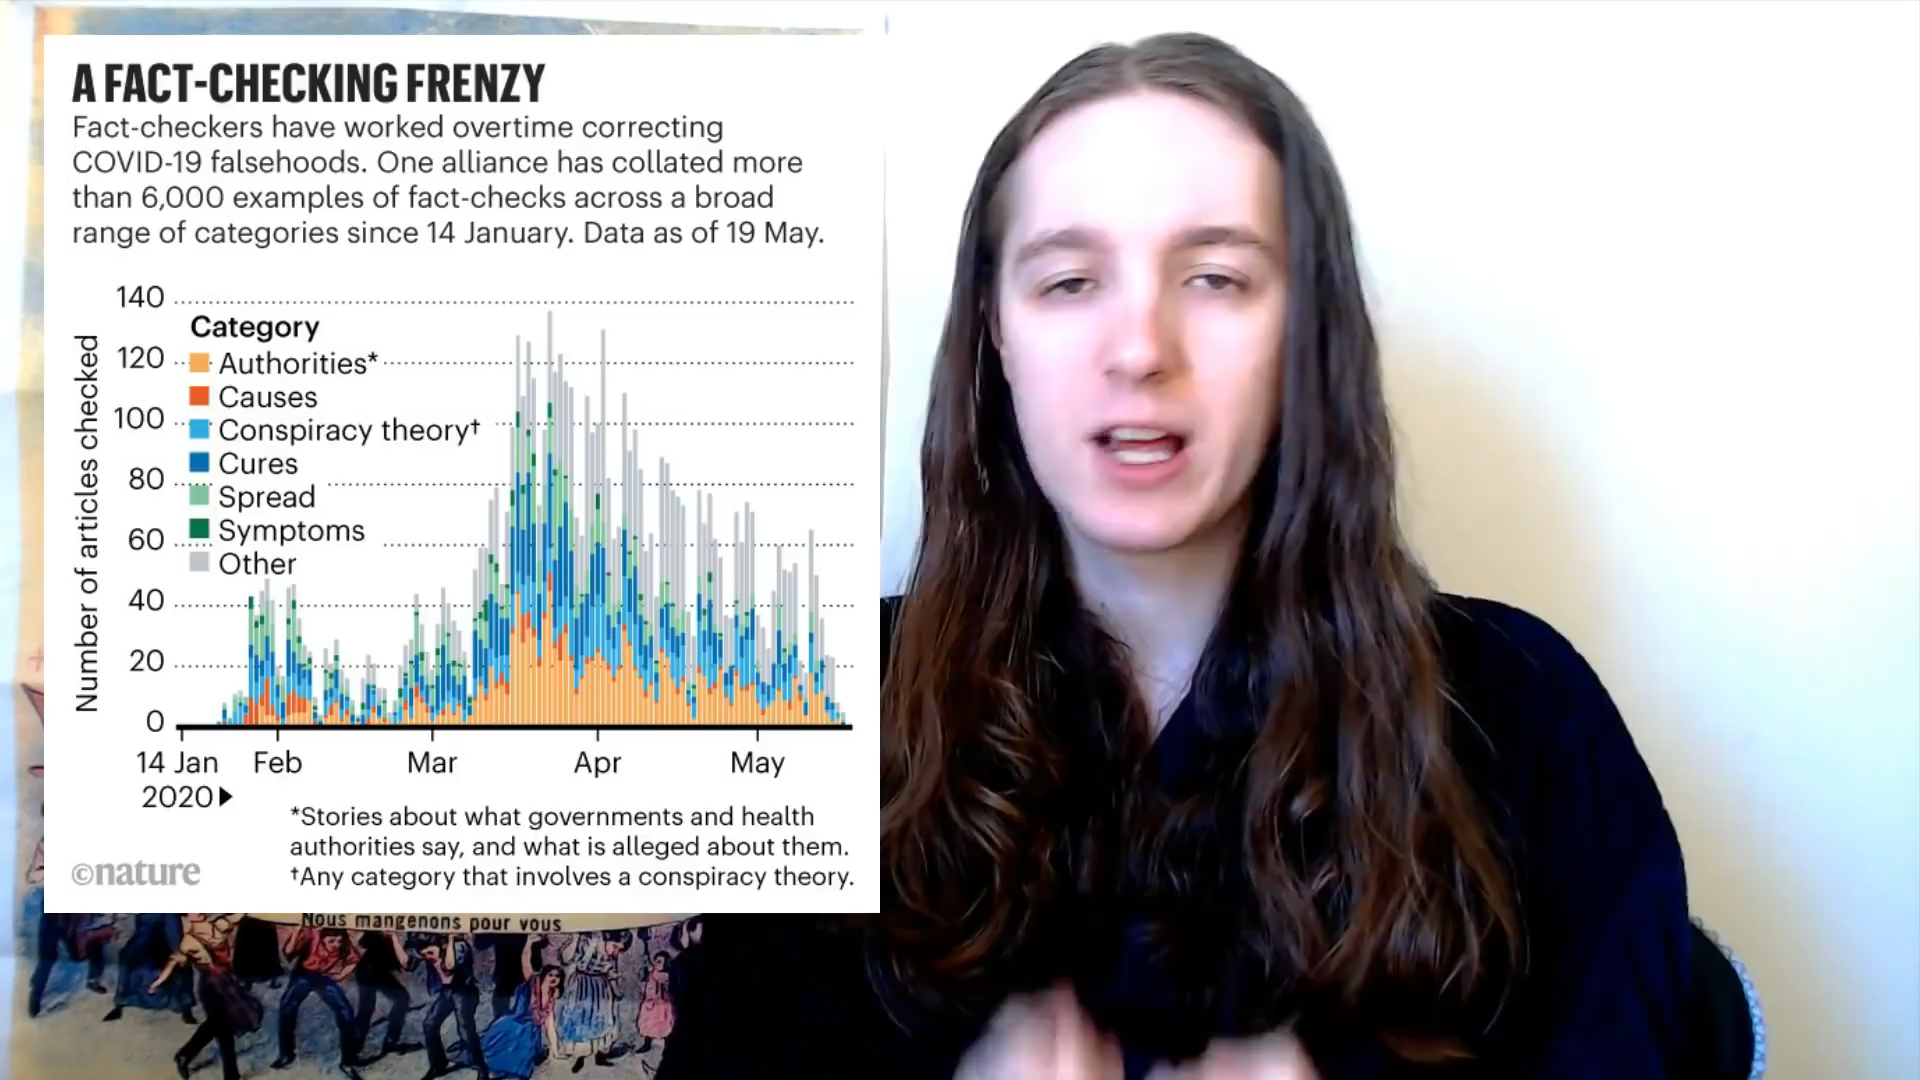 A FACT-CHECKING FRENZY
Fact-checkers have worked overtime correcting
COVID-19 falsehoods. One alliance has collated more
than 6,000 examples of fact-checks across a broad
range of categories since 14 January. Data as of 19 May.
140
120
100
80
60
40
20
0
Number of articles checked
Category
Authorities*
Causes
Conspiracy theory†
Cures
Spread
Symptoms
Other
14 Jan
2020▶
Feb
Mar
Apr
May
*Stories about what governments and health
authorities say, and what is alleged about them.
†Any category that involves a conspiracy theory.
©nature
Nous mangenons pour vous